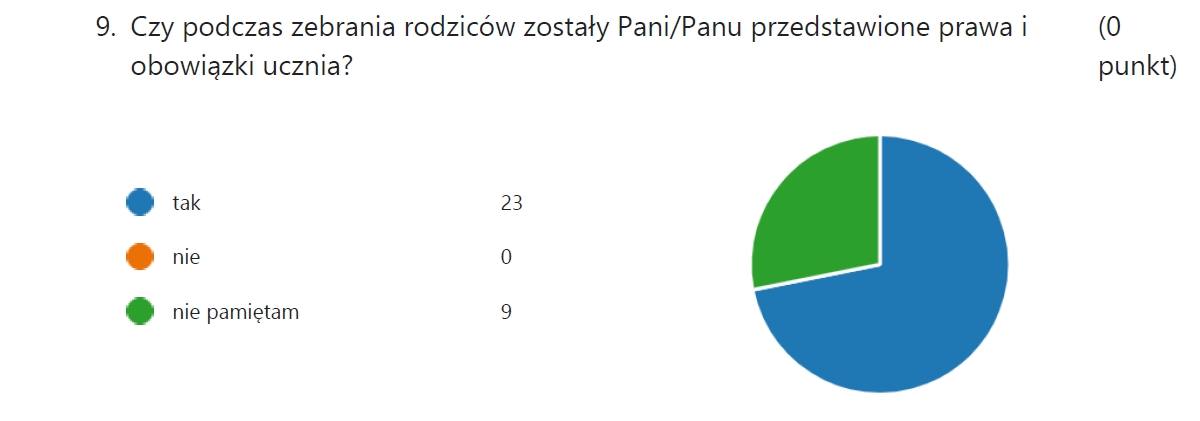 9. Czy podczas zebrania rodziców zostały Pani/Panu przedstawione prawa i
obowiązki ucznia?
(0
punkt)
tak 23
nie 0
nie pamiętam 9